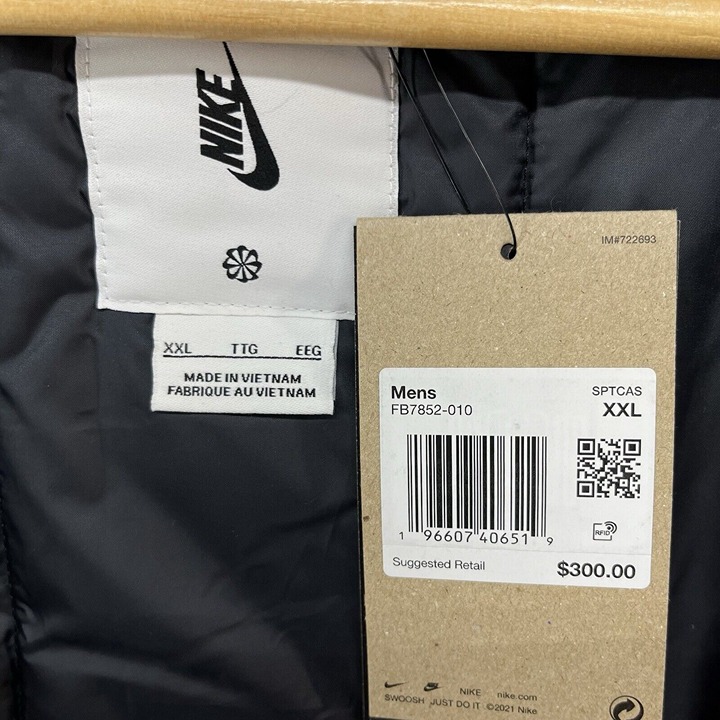 NIKE
XXL TTG EEG
MADE IN VIETNAM
FABRIQUE AU VIETNAM
IM#722693
Mens SPTCAS
FB7852-010 XXL
RFID
1 96607 40651 9
Suggested Retail $300.00
NIKE nike.com
SWOOSH JUST DO IT ©2021 Nike